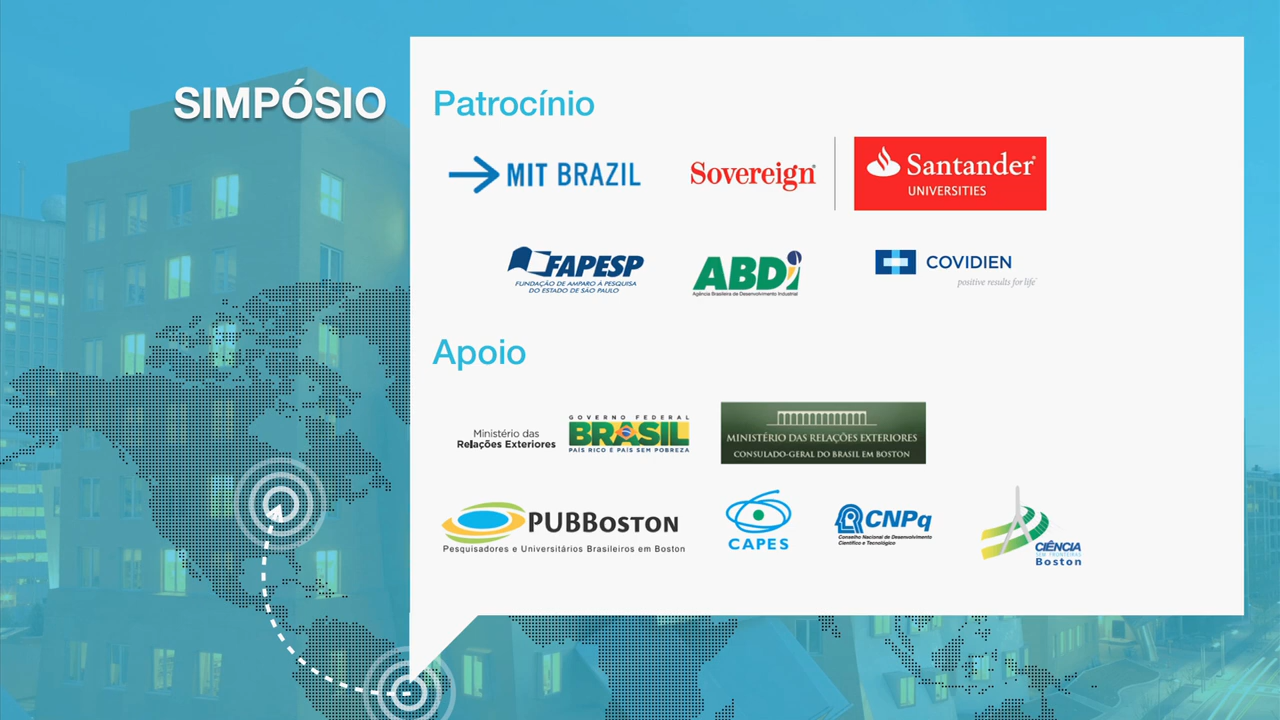 SIMPÓSIO
Patrocínio
MIT BRAZIL
Sovereign
Santander
UNIVERSITIES
FAPESP
FUNDAÇÃO DE AMPARO À PESQUISA
DO ESTADO DE SÃO PAULO
ABDI
Agência Brasileira de Desenvolvimento Industrial
COVIDIEN
positive results for life
Apoio
Ministério das
Relações Exteriores
GOVERNO FEDERAL
BRASIL
PAÍS RICO É PAÍS SEM POBREZA
MINISTÉRIO DAS RELAÇÕES EXTERIORES
CONSULADO-GERAL DO BRASIL EM BOSTON
PUBBOSTON
Pesquisadores e Universitários Brasileiros em Boston
CAPES
CNPq
Conselho Nacional de Desenvolvimento
Científico e Tecnológico
CIÊNCIA
SEM FRONTEIRAS
Boston